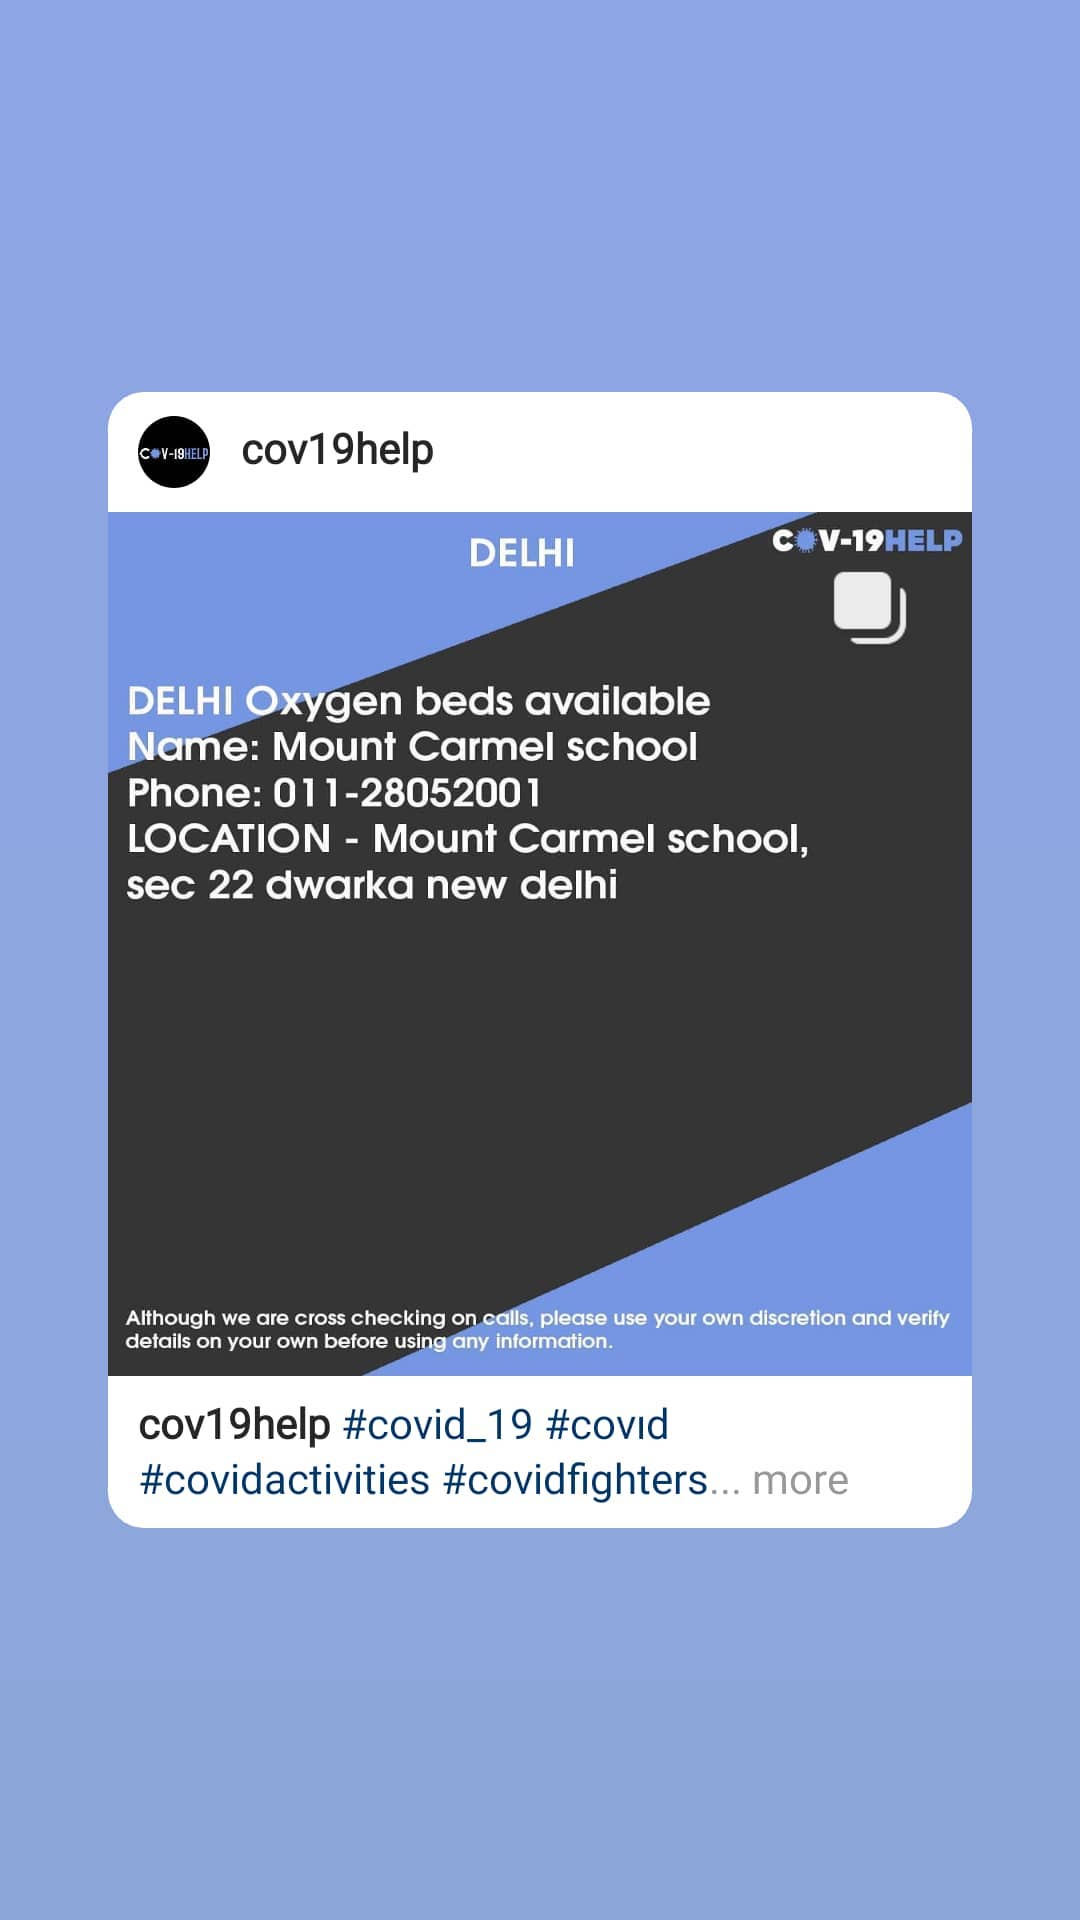 COV-19HELP
cov19help
DELHI
COV-19HELP
DELHI Oxygen beds available
Name: Mount Carmel school
Phone: 011-28052001
LOCATION - Mount Carmel school,
sec 22 dwarka new delhi
Although we are cross checking on calls, please use your own discretion and verify
details on your own before using any information.
cov19help #covid_19 #covıd
#covidactivities #covidfighters... more